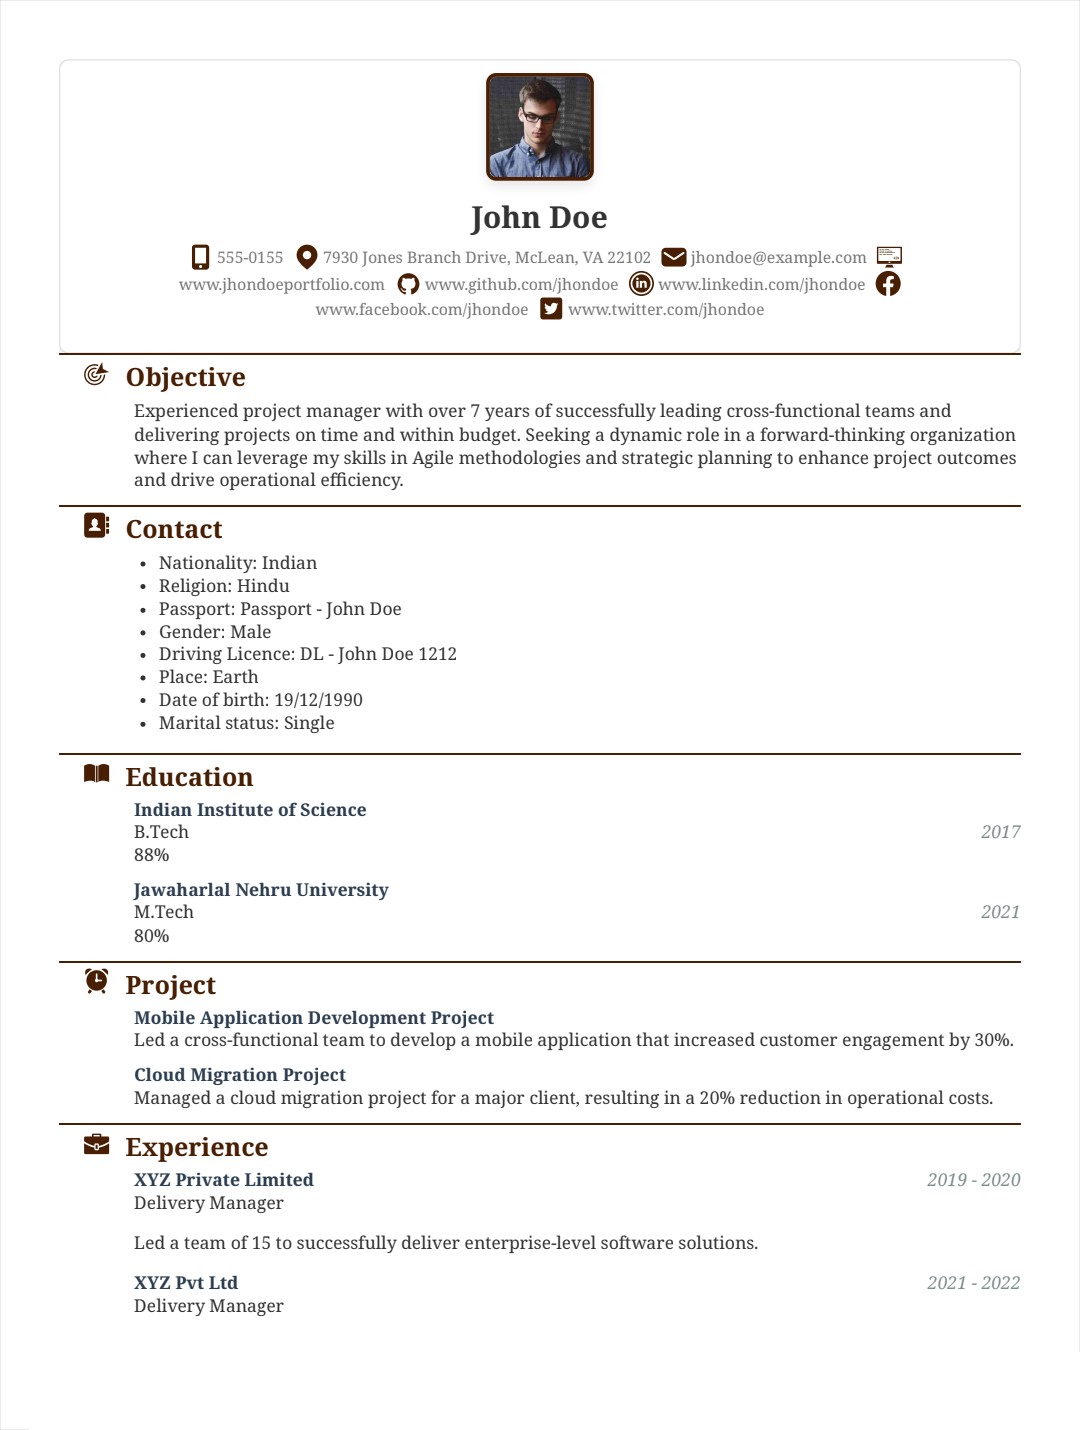 John Doe
555-0155 7930 Jones Branch Drive, McLean, VA 22102 jhondoe@example.com
www.jhondoeportfolio.com www.github.com/jhondoe www.linkedin.com/jhondoe
www.facebook.com/jhondoe www.twitter.com/jhondoe
Objective
Experienced project manager with over 7 years of successfully leading cross-functional teams and
delivering projects on time and within budget. Seeking a dynamic role in a forward-thinking organization
where I can leverage my skills in Agile methodologies and strategic planning to enhance project outcomes
and drive operational efficiency.
Contact
• Nationality: Indian
• Religion: Hindu
• Passport: Passport - John Doe
• Gender: Male
• Driving Licence: DL - John Doe 1212
• Place: Earth
• Date of birth: 19/12/1990
• Marital status: Single
Education
Indian Institute of Science
B.Tech 2017
88%
Jawaharlal Nehru University
M.Tech 2021
80%
Project
Mobile Application Development Project
Led a cross-functional team to develop a mobile application that increased customer engagement by 30%.
Cloud Migration Project
Managed a cloud migration project for a major client, resulting in a 20% reduction in operational costs.
Experience
XYZ Private Limited 2019 - 2020
Delivery Manager
Led a team of 15 to successfully deliver enterprise-level software solutions.
XYZ Pvt Ltd 2021 - 2022
Delivery Manager